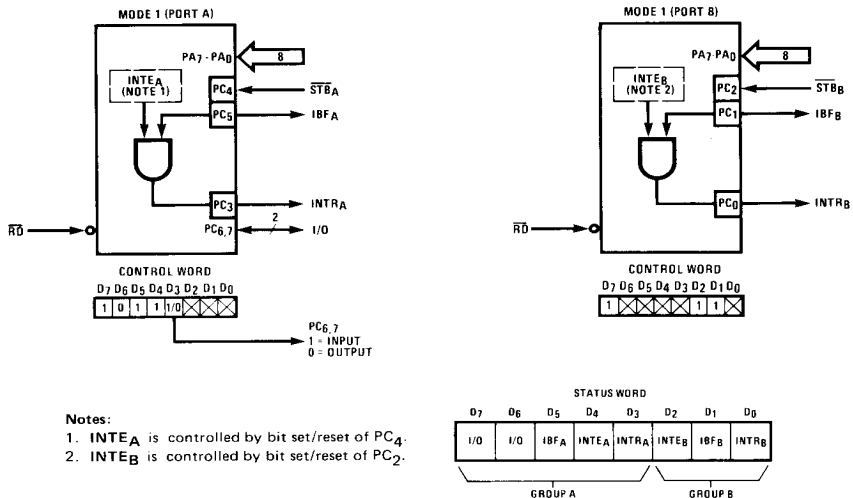 MODE 1 (PORT A)
PA7-PA0
8
INTEA
(NOTE 1)
PC4
STBA
PC5
IBFA
PC3
INTRA
2
RD
PC6,7
I/O
CONTROL WORD
D7 D6 D5 D4 D3 D2 D1 D0
1 0 1 1 1/0
PC6,7
1 = INPUT
0 = OUTPUT
MODE 1 (PORT 8)
PA7-PA0
8
INTEB
(NOTE 2)
PC2
STBB
PC1
IBFB
PC0
INTRB
RD
CONTROL WORD
D7 D6 D5 D4 D3 D2 D1 D0
1 1 1
Notes:
1. INTEA is controlled by bit set/reset of PC4.
2. INTEB is controlled by bit set/reset of PC2.
STATUS WORD
D7 D6 D5 D4 D3 D2 D1 D0
I/O I/O IBFA INTEA INTRA INTEB IBFB INTRB
GROUP A GROUP B